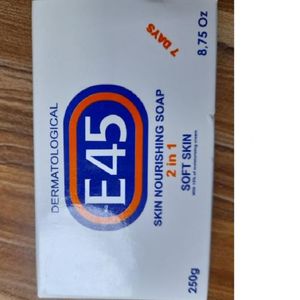 DERMATOLOGICAL
E45
7 DAYS
SKIN NOURISHING SOAP
2 in 1
SOFT SKIN
250g
8,75 Oz